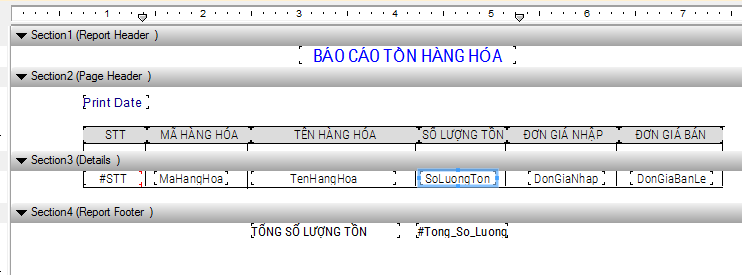 1 2 3 4 5 6 7
Section1 (Report Header )
BÁO CÁO TỒN HÀNG HÓA
Section2 (Page Header )
Print Date
STT MÃ HÀNG HÓA TÊN HÀNG HÓA SỐ LƯỢNG TỒN ĐƠN GIÁ NHẬP ĐƠN GIÁ BÁN
Section3 (Details )
#STT MaHangHoa TenHangHoa SoLuongTon DonGiaNhap DonGiaBanLe
Section4 (Report Footer )
TỔNG SỐ LƯỢNG TỒN #Tong_So_Luong